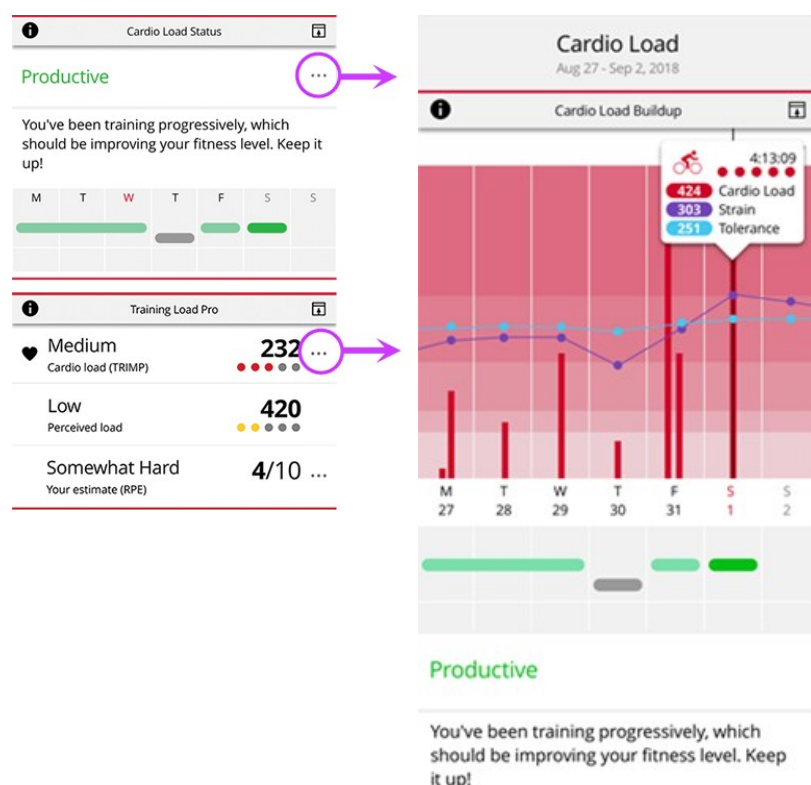 Cardio Load Status
Productive
...
You've been training progressively, which
should be improving your fitness level. Keep it
up!
M T W T F S S
Training Load Pro
Medium 232 ...
Cardio load (TRIMP)
Low 420
Perceived load
Somewhat Hard 4/10 ...
Your estimate (RPE)
Cardio Load
Aug 27 - Sep 2, 2018
Cardio Load Buildup
4:13:09
424 Cardio Load
303 Strain
251 Tolerance
M T W T F S S
27 28 29 30 31 1 2
Productive
You've been training progressively, which
should be improving your fitness level. Keep
it up!